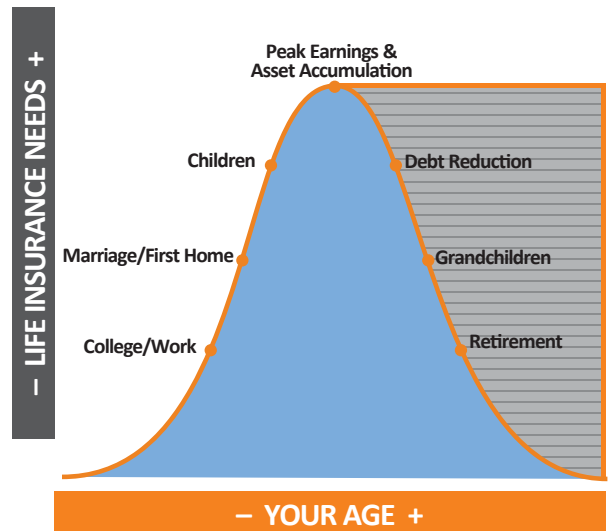 Peak Earnings &
Asset Accumulation
Children
Debt Reduction
Marriage/First Home
Grandchildren
College/Work
Retirement
– LIFE INSURANCE NEEDS +
– YOUR AGE +